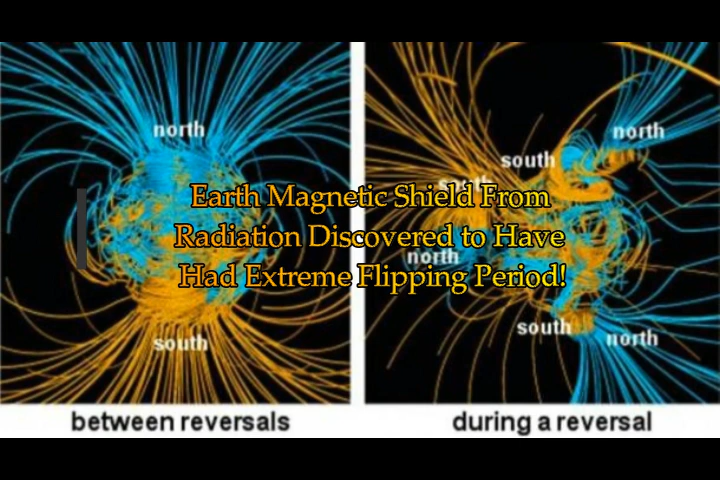 north
north
south
south
Earth Magnetic Shield From
Radiation Discovered to Have
north
Had Extreme Flipping Period!
south
north
south
between reversals
during a reversal